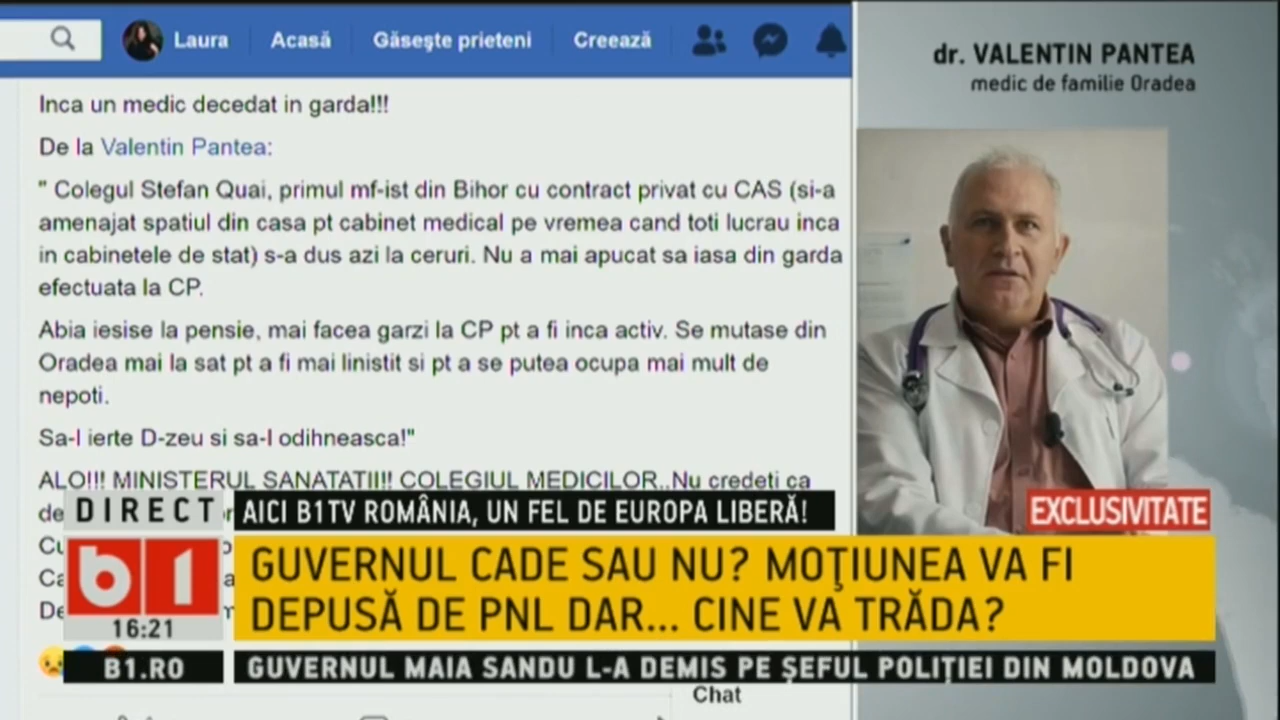 Laura Acasă Găsește prieteni Creează
dr. VALENTIN PANTEA
medic de familie Oradea
Inca un medic decedat in garda!!!
De la Valentin Pantea:
" Colegul Stefan Quai, primul mf-ist din Bihor cu contract privat cu CAS (si-a
amenajat spatiul din casa pt cabinet medical pe vremea cand toti lucrau inca
in cabinetele de stat) s-a dus azi la ceruri. Nu a mai apucat sa iasa din garda
efectuata la CP.
Abia iesise la pensie, mai facea garzi la CP pt a fi inca activ. Se mutase din
Oradea mai la sat pt a fi mai linistit si pt a se putea ocupa mai mult de
nepoti.
Sa-l ierte D-zeu si sa-l odihneasca!"
ALO!!! MINISTERUL SANATATII!!! COLEGIUL MEDICILOR..Nu credeti ca
EXCLUSIVITATE
DIRECT AICI B1TV ROMÂNIA, UN FEL DE EUROPA LIBERĂ!
b1
GUVERNUL CADE SAU NU? MOŢIUNEA VA FI
DEPUSĂ DE PNL DAR... CINE VA TRĂDA?
16:21
B1.RO GUVERNUL MAIA SANDU L-A DEMIS PE ŞEFUL POLIŢIEI DIN MOLDOVA
Chat